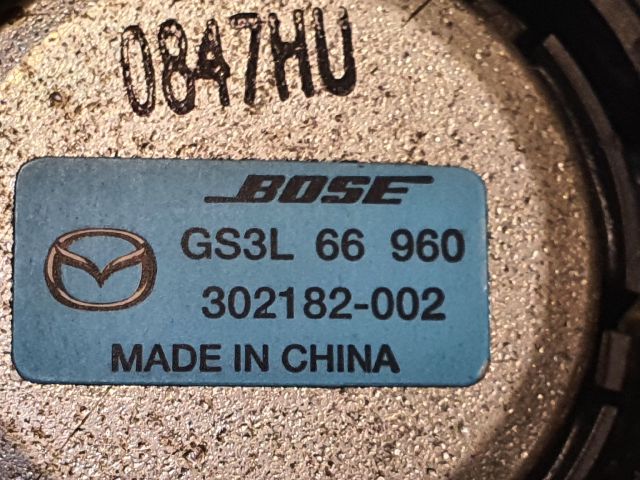 0847HU
BOSE
GS3L 66 960
302182-002
MADE IN CHINA